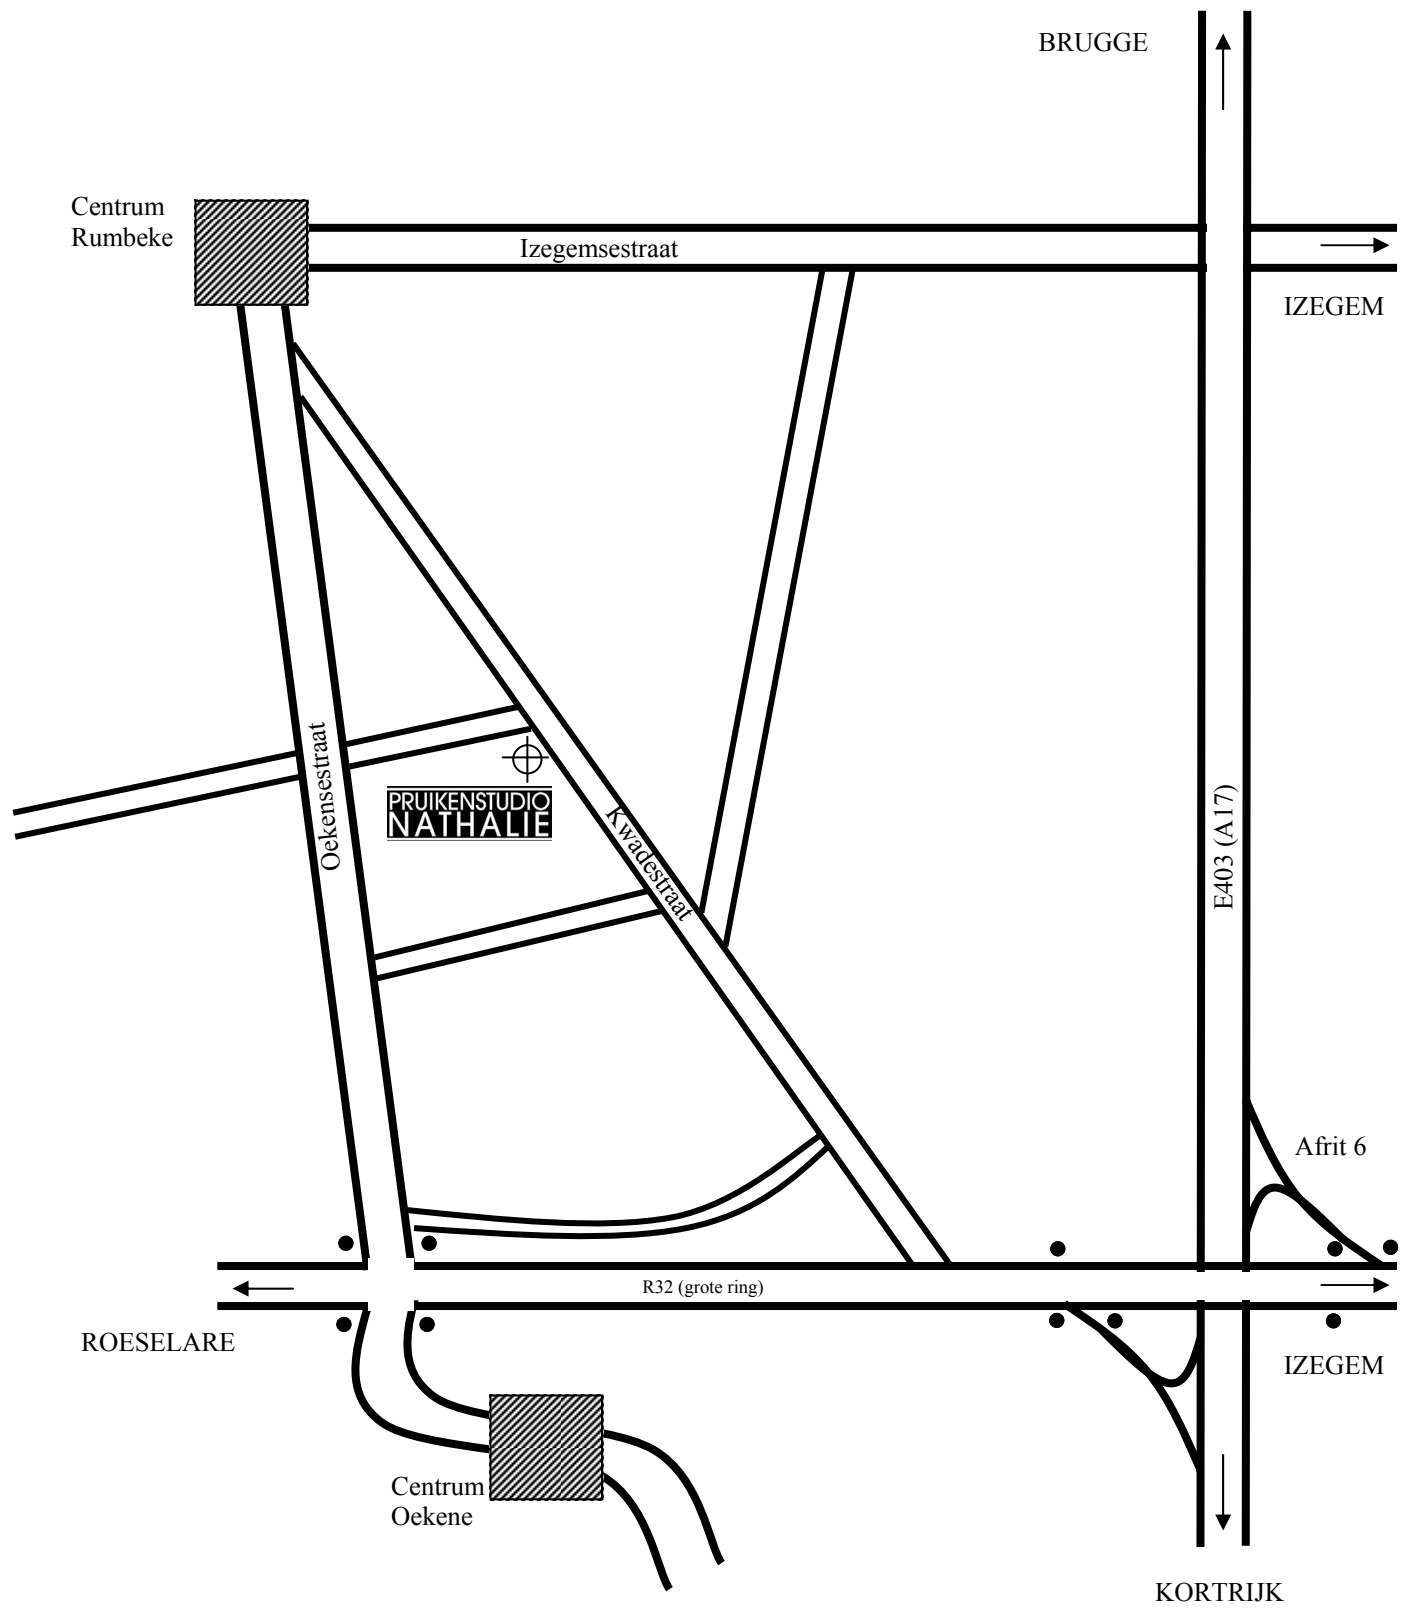 BRUGGE
Centrum
Rumbeke
Izegemsestraat
IZEGEM
Oekensestraat
PRUIKENSTUDIO
NATHALIE
Kwadestraat
E403 (A17)
Afrit 6
R32 (grote ring)
ROESELARE
IZEGEM
Centrum
Oekene
KORTRIJK